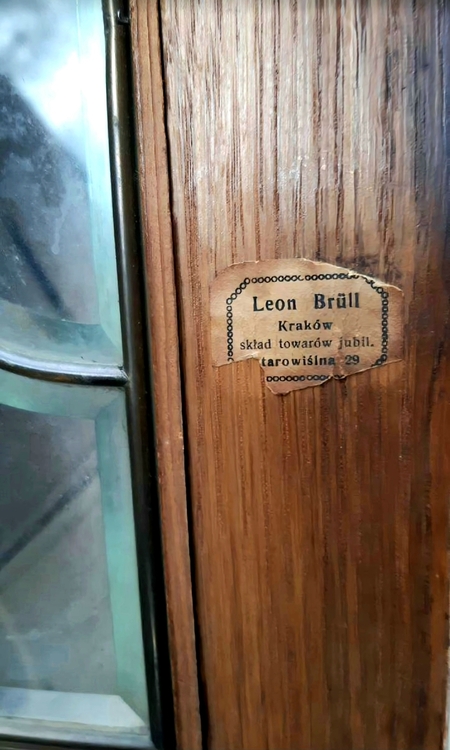 Leon Brüll
Kraków
skład towarów jubil.
tarowiślna 29